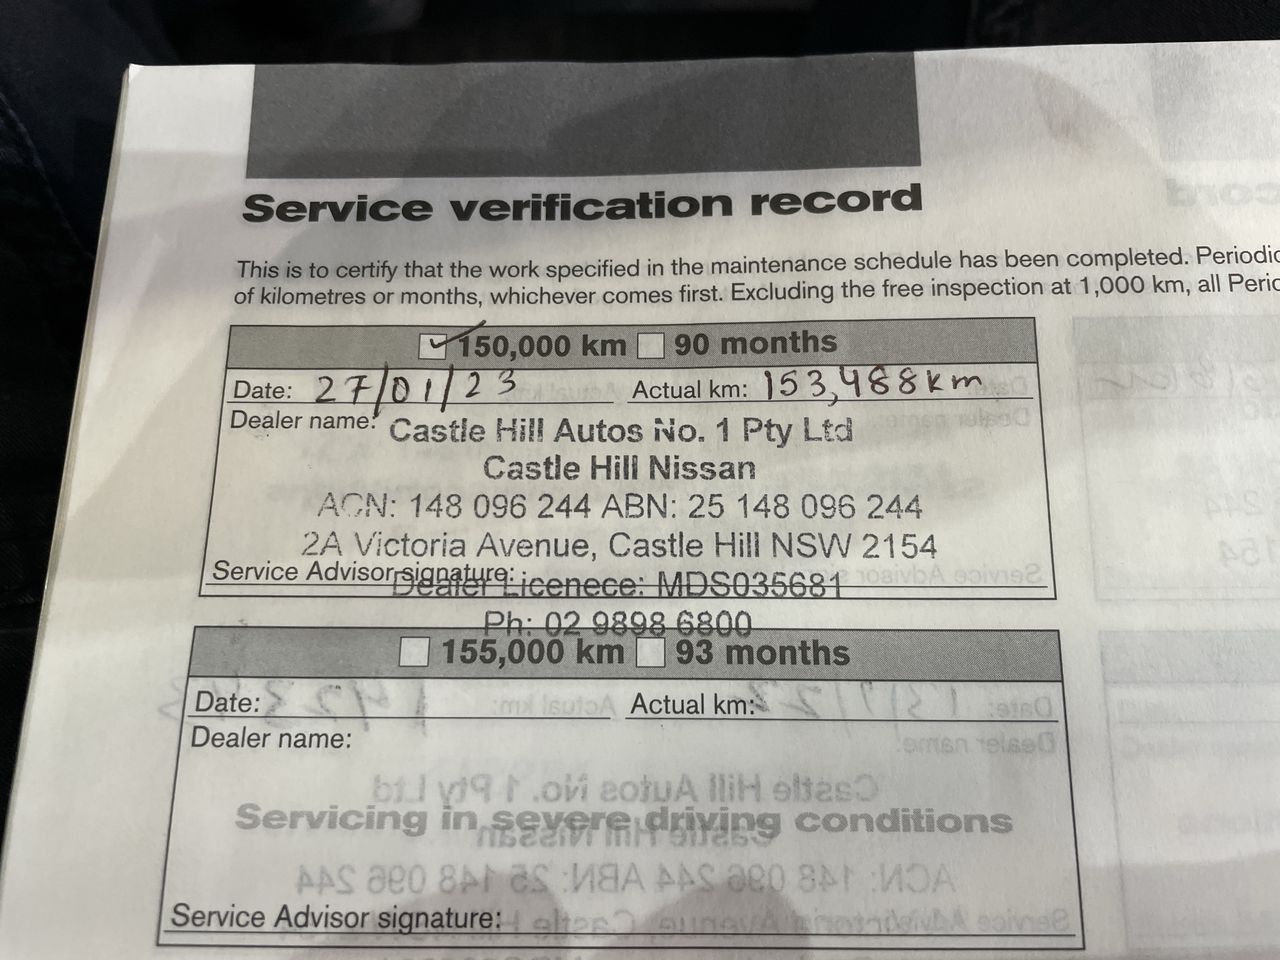 Service verification record
This is to certify that the work specified in the maintenance schedule has been completed. Periodic
of kilometres or months, whichever comes first. Excluding the free inspection at 1,000 km, all Perio
150,000 km 90 months
Date: 27/01/23 Actual km: 153,488km
Dealer name: Castle Hill Autos No. 1 Pty Ltd
Castle Hill Nissan
ACN: 148 096 244 ABN: 25 148 096 244
2A Victoria Avenue, Castle Hill NSW 2154
Service Advisor signature:
Dealer Licenece: MDS035681
Ph: 02 9898 6800
155,000 km 93 months
Date: Actual km:
Dealer name:
Servicing in severe driving conditions
Service Advisor signature: